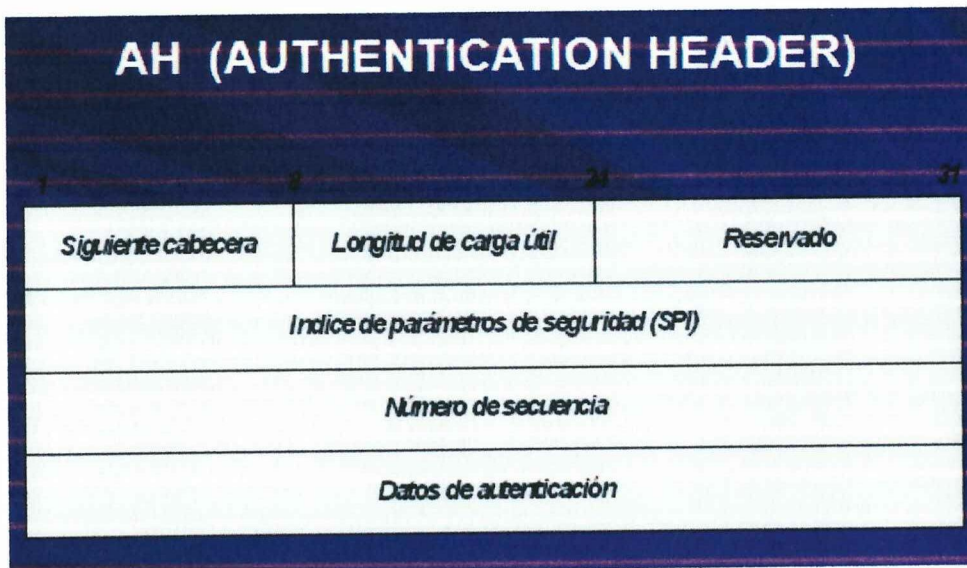 AH (AUTHENTICATION HEADER)
1 8 24 31
Siguiente cabecera Longitud de carga útil Reservado
Indice de parámetros de seguridad (SPI)
Número de secuencia
Datos de autenticación